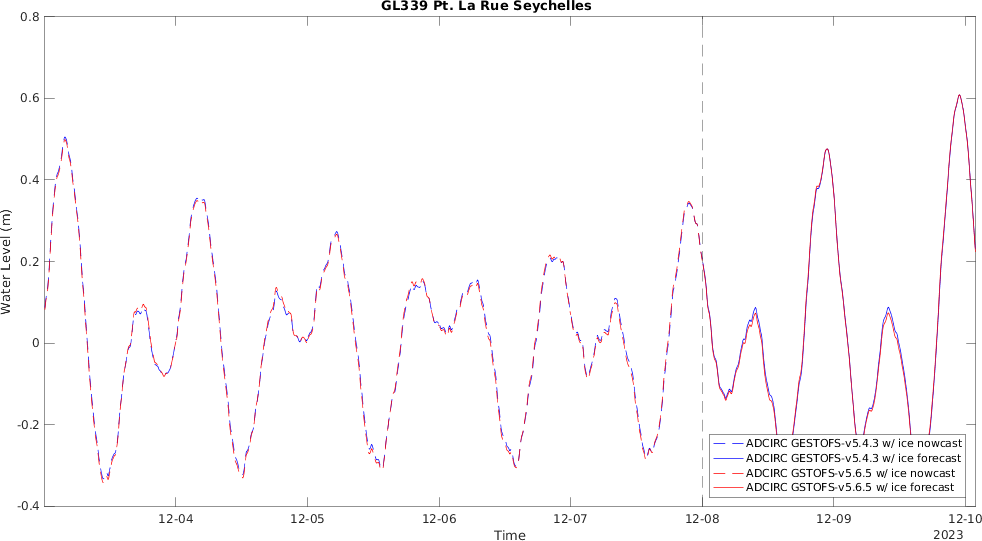 GL339 Pt. La Rue Seychelles
0.8
0.6
0.4
0.2
0
-0.2
-0.4
Water Level (m)
ADCIRC GESTOFS-v5.4.3 w/ ice nowcast
ADCIRC GESTOFS-v5.4.3 w/ ice forecast
ADCIRC GSTOFS-v5.6.5 w/ ice nowcast
ADCIRC GSTOFS-v5.6.5 w/ ice forecast
12-04 12-05 12-06 12-07 12-08 12-09 12-10
Time 2023